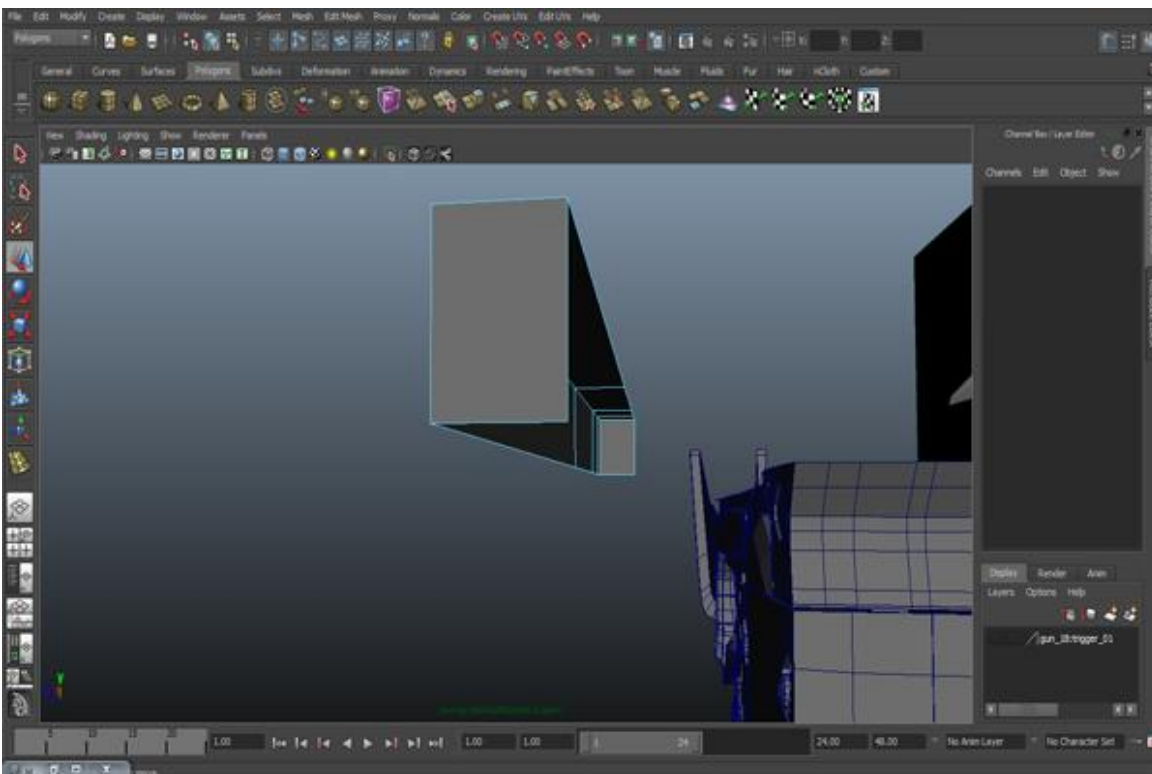 File Edit Modify Create Display Window Assets Select Mesh Edit Mesh Proxy Normals Color Create UVs Edit UVs Help
Polygons
General Curves Surfaces Polygons Subdivs Deformation Animation Dynamics Rendering PaintEffects Toon Muscle Fluids Fur Hair nCloth Custom
View Shading Lighting Show Renderer Panels
Channel Box / Layer Editor
Channels Edit Object Show
Display Render Anim
Layers Options Help
gun_18:trigger_01
1.00 1.00 1.00 1 24 24.00 48.00 No Anim Layer No Character Set